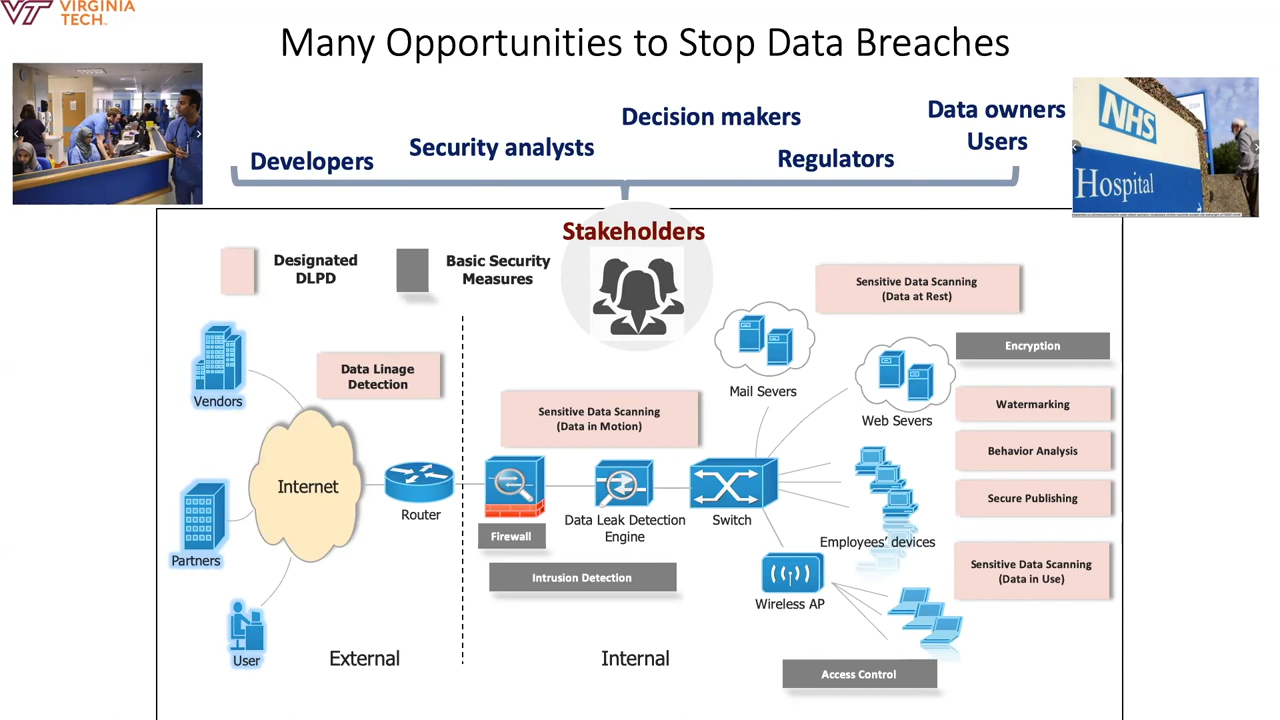 VIRGINIA
TECH
Many Opportunities to Stop Data Breaches
Developers
Security analysts
Decision makers
Regulators
Data owners
Users
NHS
Hospital
Stakeholders
Designated
DLPD
Basic Security
Measures
Sensitive Data Scanning
(Data at Rest)
Vendors
Data Linage
Detection
Mail Severs
Encryption
Web Severs
Watermarking
Sensitive Data Scanning
(Data in Motion)
Behavior Analysis
Internet
Router
Secure Publishing
Partners
Firewall
Data Leak Detection
Engine
Switch
Employees' devices
Intrusion Detection
Sensitive Data Scanning
(Data in Use)
Wireless AP
User
External
Internal
Access Control